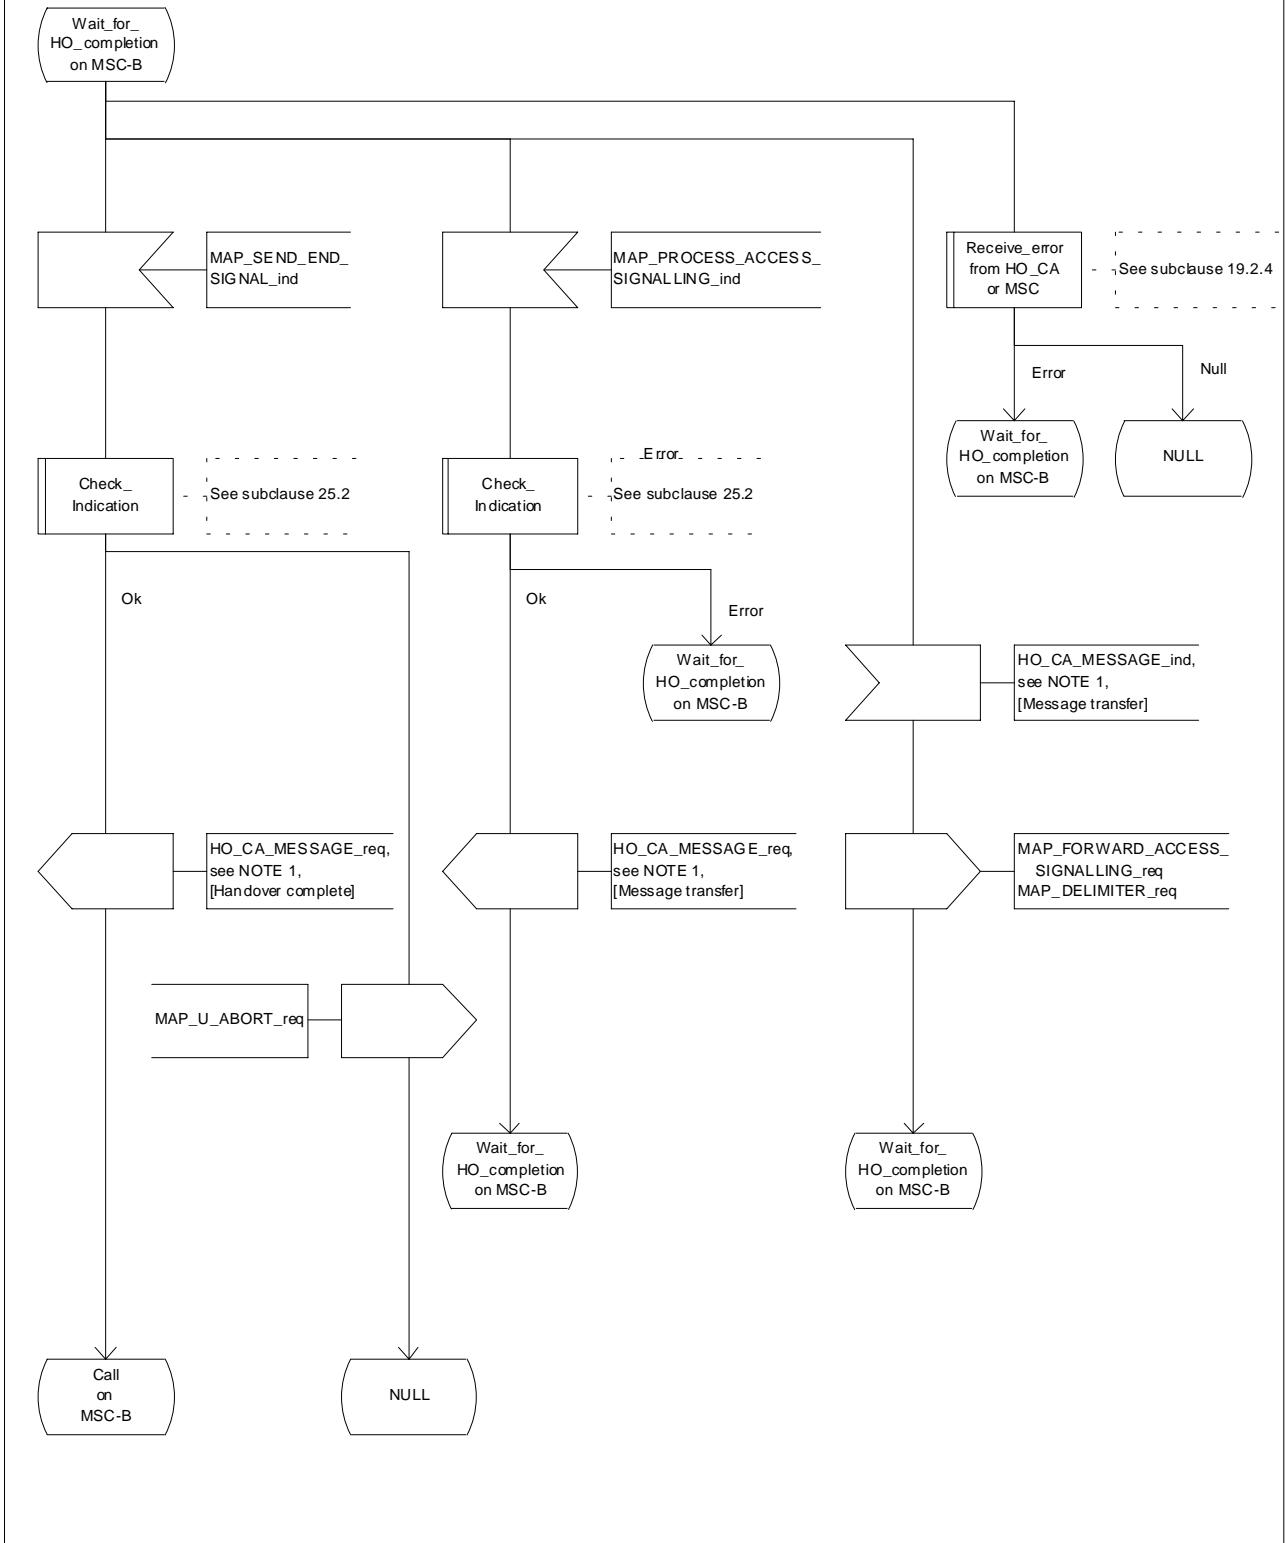 Wait_for_
HO_completion
on MSC-B
MAP_SEND_END_
SIGNAL_ind
MAP_PROCESS_ACCESS_
SIGNALLING_ind
Receive_error
from HO_CA
or MSC
See subclause 19.2.4
Error
Null
Wait_for_
HO_completion
on MSC-B
NULL
Check_
Indication
See subclause 25.2
Error
Check_
Indication
See subclause 25.2
Ok
Ok
Error
Wait_for_
HO_completion
on MSC-B
HO_CA_MESSAGE_ind,
see NOTE 1,
[Message transfer]
HO_CA_MESSAGE_req,
see NOTE 1,
[Handover complete]
HO_CA_MESSAGE_req,
see NOTE 1,
[Message transfer]
MAP_FORWARD_ACCESS_
SIGNALLING_req
MAP_DELIMITER_req
MAP_U_ABORT_req
Wait_for_
HO_completion
on MSC-B
Wait_for_
HO_completion
on MSC-B
Call
on
MSC-B
NULL